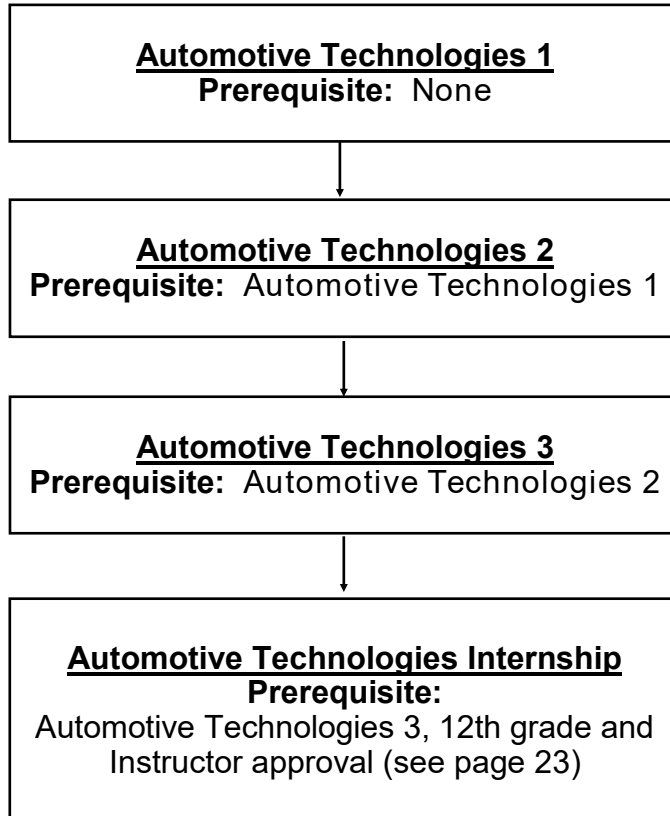 Automotive Technologies 1
Prerequisite: None
Automotive Technologies 2
Prerequisite: Automotive Technologies 1
Automotive Technologies 3
Prerequisite: Automotive Technologies 2
Automotive Technologies Internship
Prerequisite:
Automotive Technologies 3, 12th grade and
Instructor approval (see page 23)